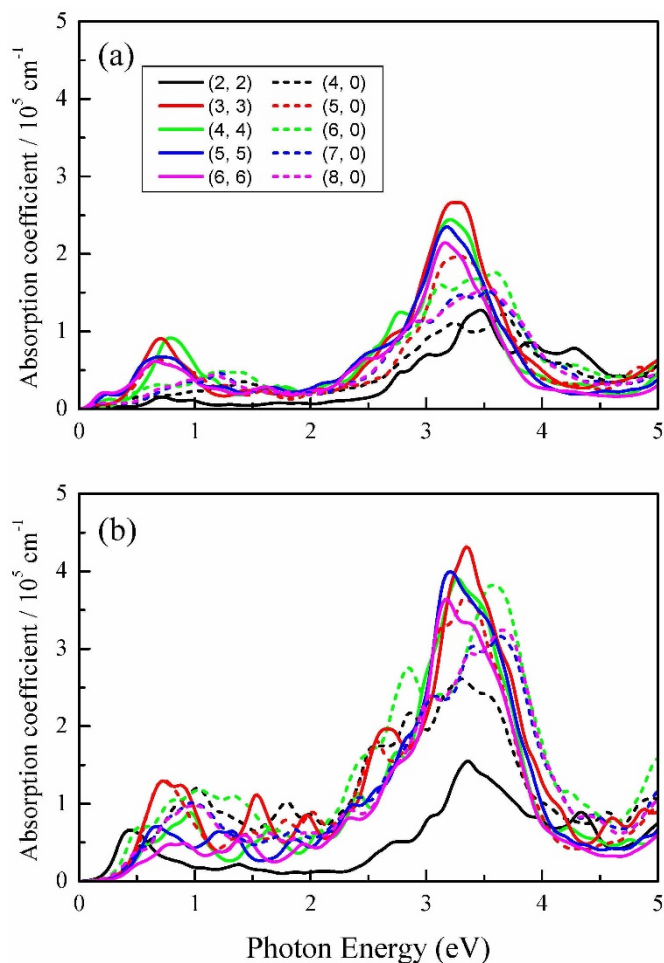 (a)
5
4
3
2
1
0
Absorption coefficient / 10⁵ cm⁻¹
(2, 2) (4, 0)
(3, 3) (5, 0)
(4, 4) (6, 0)
(5, 5) (7, 0)
(6, 6) (8, 0)
0 1 2 3 4 5
(b)
5
4
3
2
1
0
Absorption coefficient / 10⁵ cm⁻¹
0 1 2 3 4 5
Photon Energy (eV)